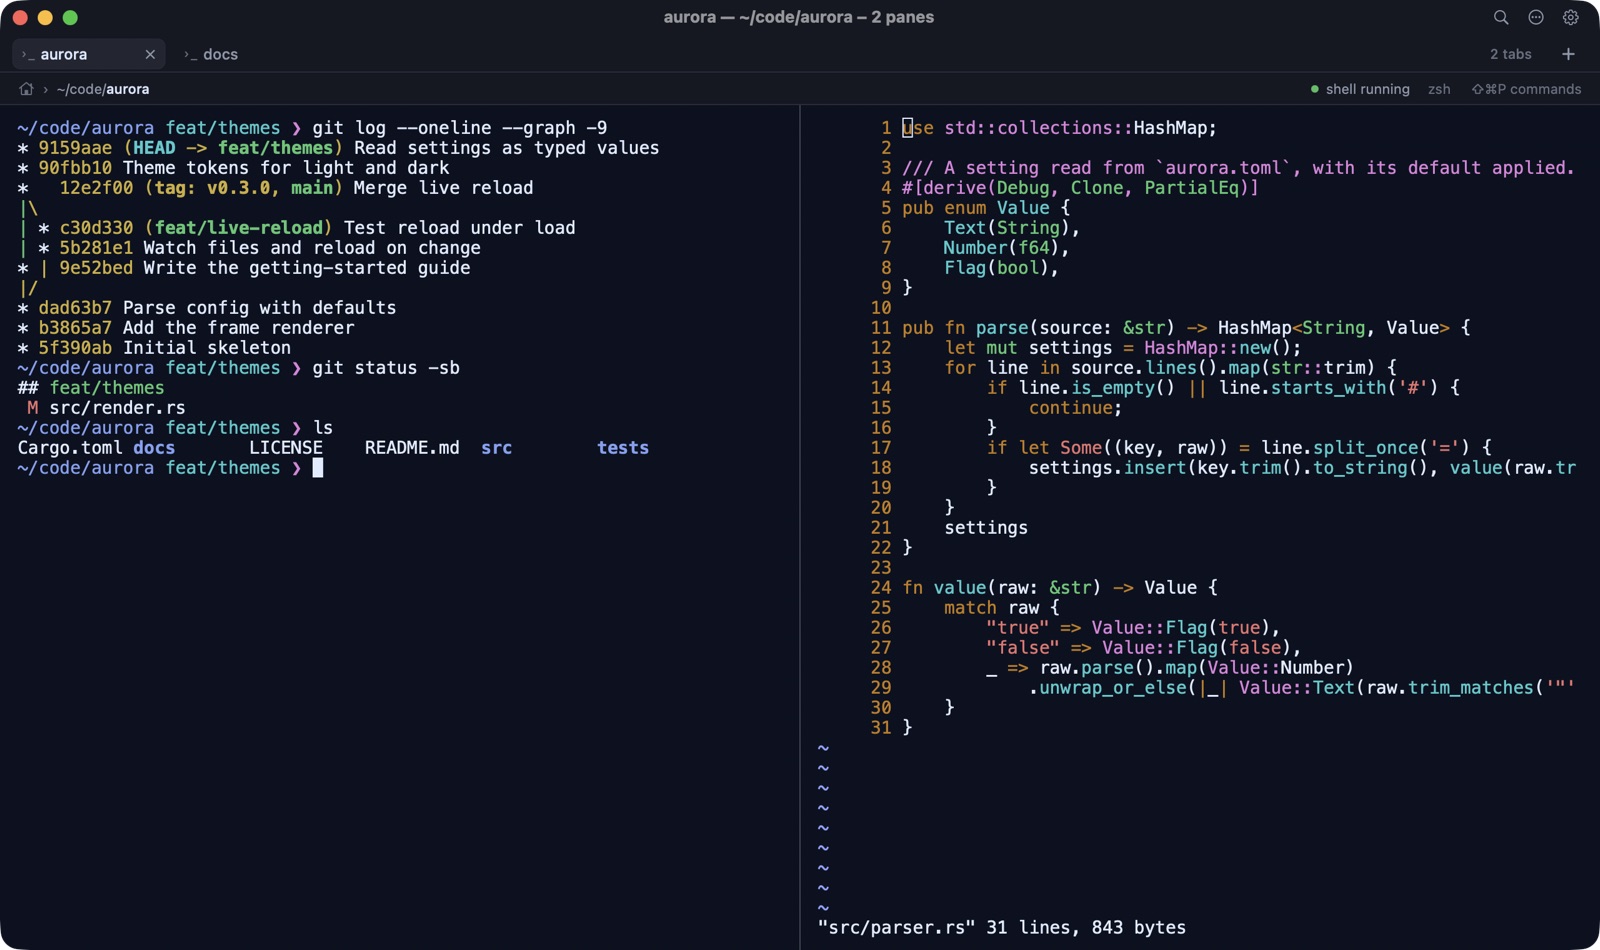 aurora — ~/code/aurora – 2 panes
›_ aurora ✕ ›_ docs 2 tabs +
› ~/code/aurora shell running zsh ⇧⌘P commands
~/code/aurora feat/themes ❯ git log --oneline --graph -9
* 9159aae (HEAD -> feat/themes) Read settings as typed values
* 90fbb10 Theme tokens for light and dark
*   12e2f00 (tag: v0.3.0, main) Merge live reload
|\
| * c30d330 (feat/live-reload) Test reload under load
| * 5b281e1 Watch files and reload on change
* | 9e52bed Write the getting-started guide
|/
* dad63b7 Parse config with defaults
* b3865a7 Add the frame renderer
* 5f390ab Initial skeleton
~/code/aurora feat/themes ❯ git status -sb
## feat/themes
 M src/render.rs
~/code/aurora feat/themes ❯ ls
Cargo.toml docs       LICENSE    README.md  src        tests
~/code/aurora feat/themes ❯
1 use std::collections::HashMap;
2
3 /// A setting read from `aurora.toml`, with its default applied.
4 #[derive(Debug, Clone, PartialEq)]
5 pub enum Value {
6     Text(String),
7     Number(f64),
8     Flag(bool),
9 }
10
11 pub fn parse(source: &str) -> HashMap<String, Value> {
12     let mut settings = HashMap::new();
13     for line in source.lines().map(str::trim) {
14         if line.is_empty() || line.starts_with('#') {
15             continue;
16         }
17         if let Some((key, raw)) = line.split_once('=') {
18             settings.insert(key.trim().to_string(), value(raw.tr
19         }
20     }
21     settings
22 }
23
24 fn value(raw: &str) -> Value {
25     match raw {
26         "true" => Value::Flag(true),
27         "false" => Value::Flag(false),
28         _ => raw.parse().map(Value::Number)
29             .unwrap_or_else(|_| Value::Text(raw.trim_matches('"'
30     }
31 }
~
~
~
~
~
~
~
~
~
"src/parser.rs" 31 lines, 843 bytes